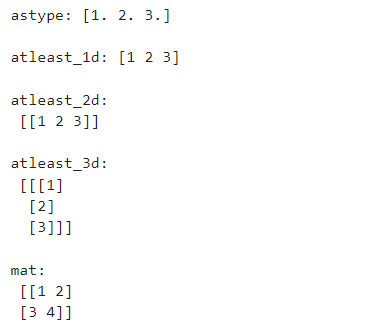 astype: [1. 2. 3.]
atleast_1d: [1 2 3]
atleast_2d:
[[1 2 3]]
atleast_3d:
[[[1]
[2]
[3]]]
mat:
[[1 2]
[3 4]]